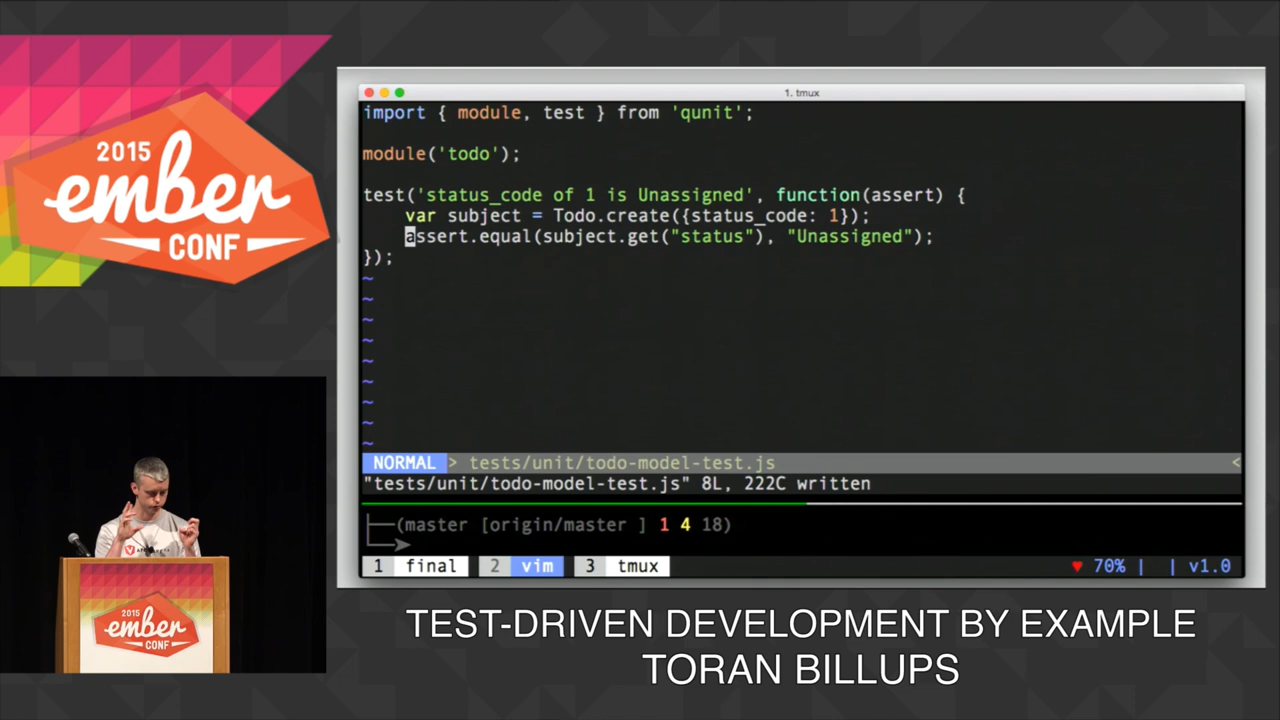 2015
ember
CONF
1. tmux
import { module, test } from 'qunit';
module('todo');
test('status_code of 1 is Unassigned', function(assert) {
var subject = Todo.create({status_code: 1});
assert.equal(subject.get("status"), "Unassigned");
});
~
~
~
~
~
~
~
~
~
NORMAL > tests/unit/todo-model-test.js <
"tests/unit/todo-model-test.js" 8L, 222C written
(master [origin/master ] 1 4 18)
1 final 2 vim 3 tmux ♥ 70% | | v1.0
2015
ember
CONF
TEST-DRIVEN DEVELOPMENT BY EXAMPLE
TORAN BILLUPS